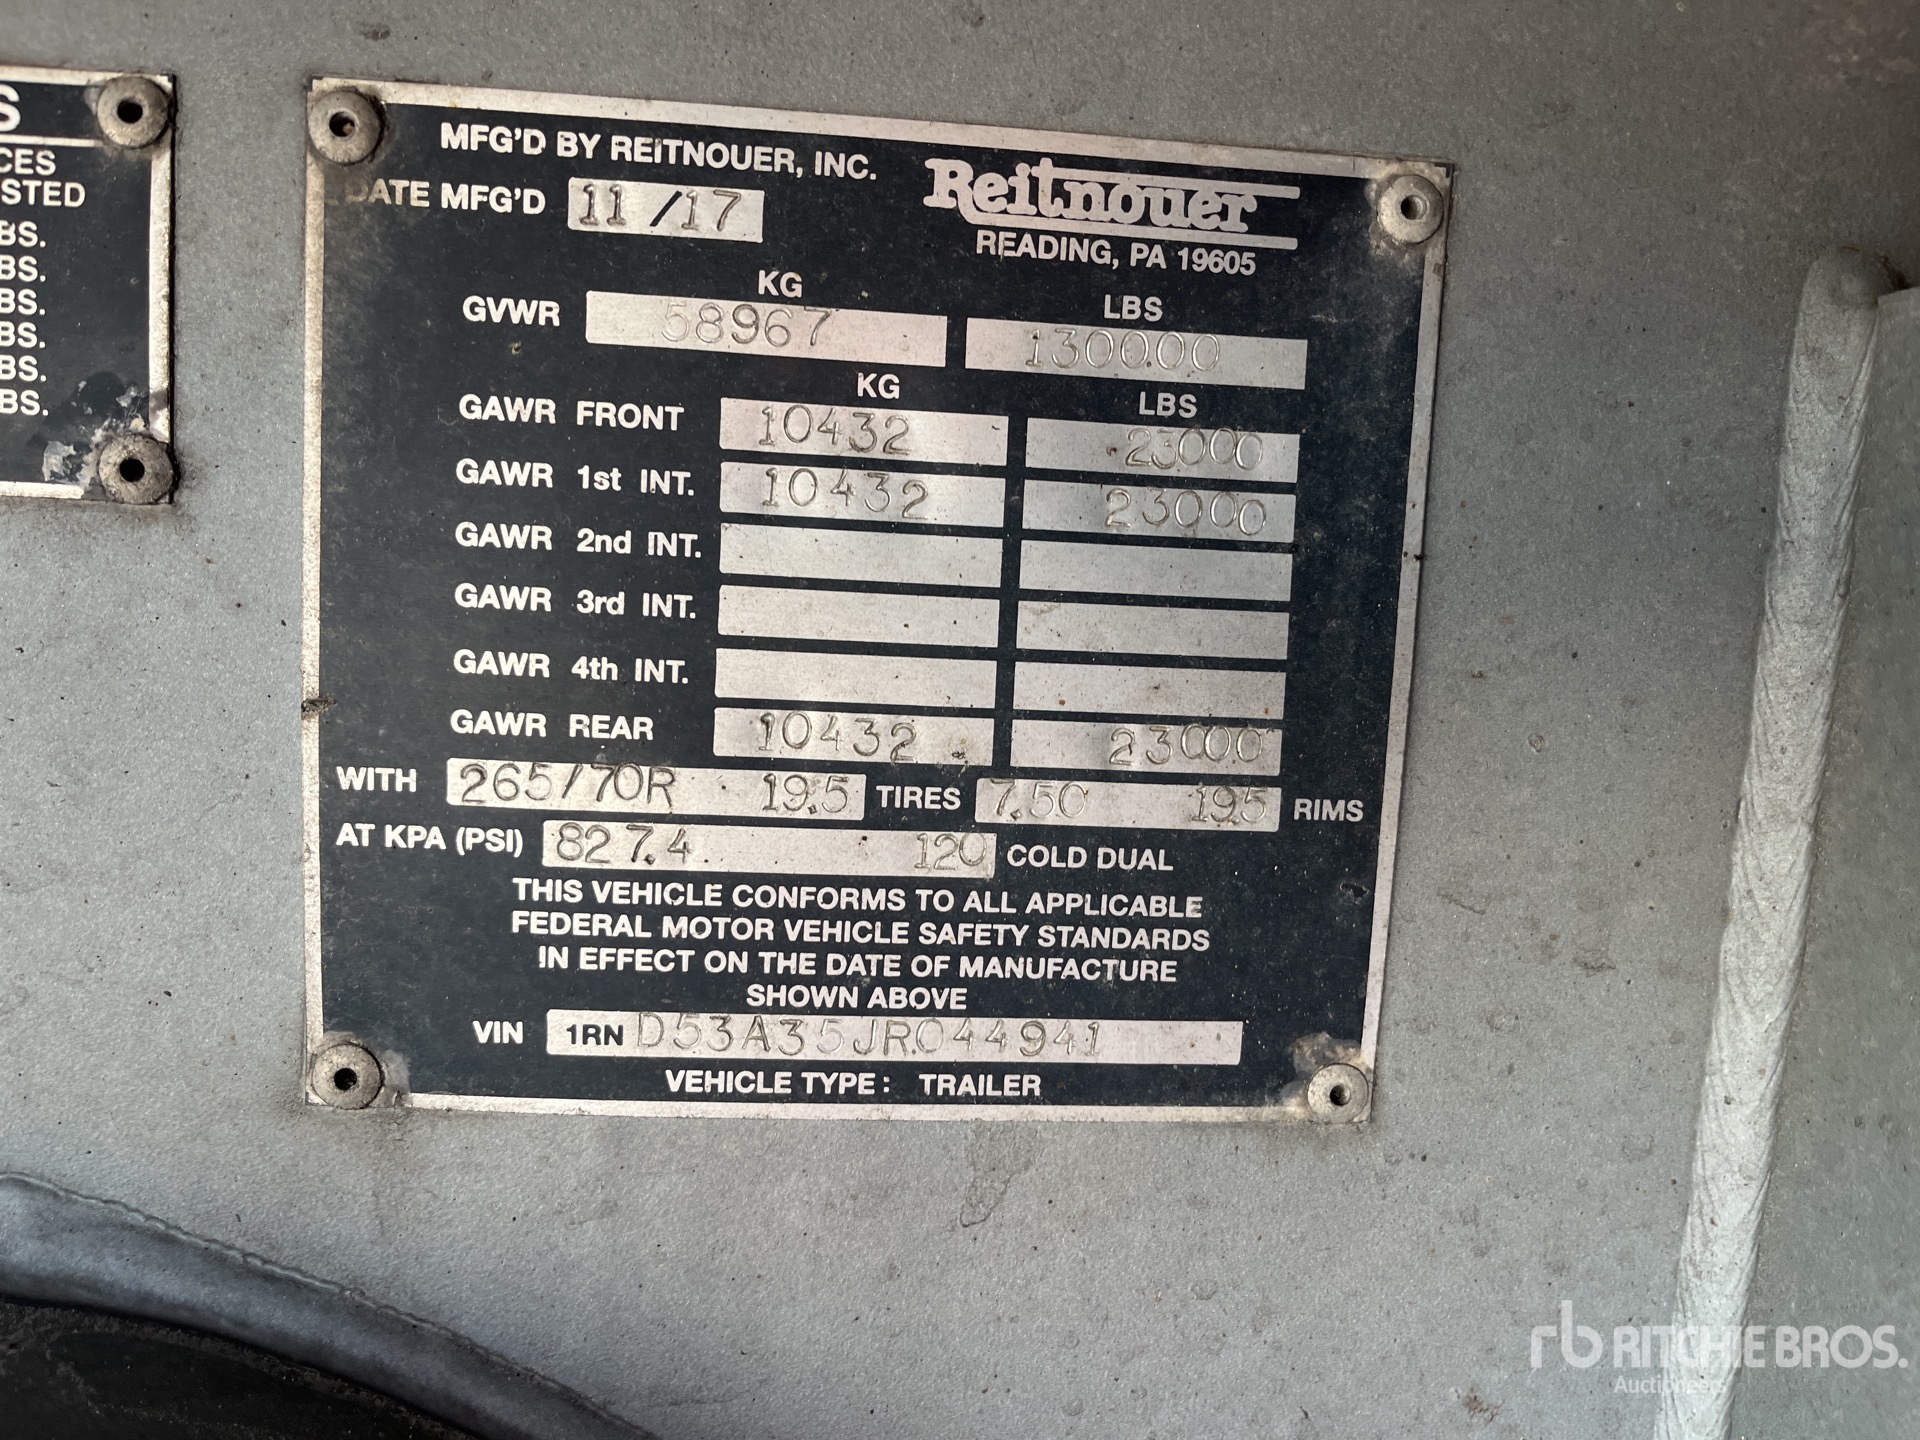 S
CES
STED
BS.
BS.
BS.
BS.
BS.
BS.
MFG'D BY REITNOUER, INC.
DATE MFG'D 11/17
Reitnouer
READING, PA 19605
KG LBS
GVWR 58967 130000
KG LBS
GAWR FRONT 10432 23000
GAWR 1st INT. 10432 23000
GAWR 2nd INT.
GAWR 3rd INT.
GAWR 4th INT.
GAWR REAR 10432 23000
WITH 265/70R 19.5 TIRES 7.50 19.5 RIMS
AT KPA (PSI) 827.4 120 COLD DUAL
THIS VEHICLE CONFORMS TO ALL APPLICABLE
FEDERAL MOTOR VEHICLE SAFETY STANDARDS
IN EFFECT ON THE DATE OF MANUFACTURE
SHOWN ABOVE
VIN 1RND53A35JR044941
VEHICLE TYPE: TRAILER
rb RITCHIE BROS.
Auctioneers